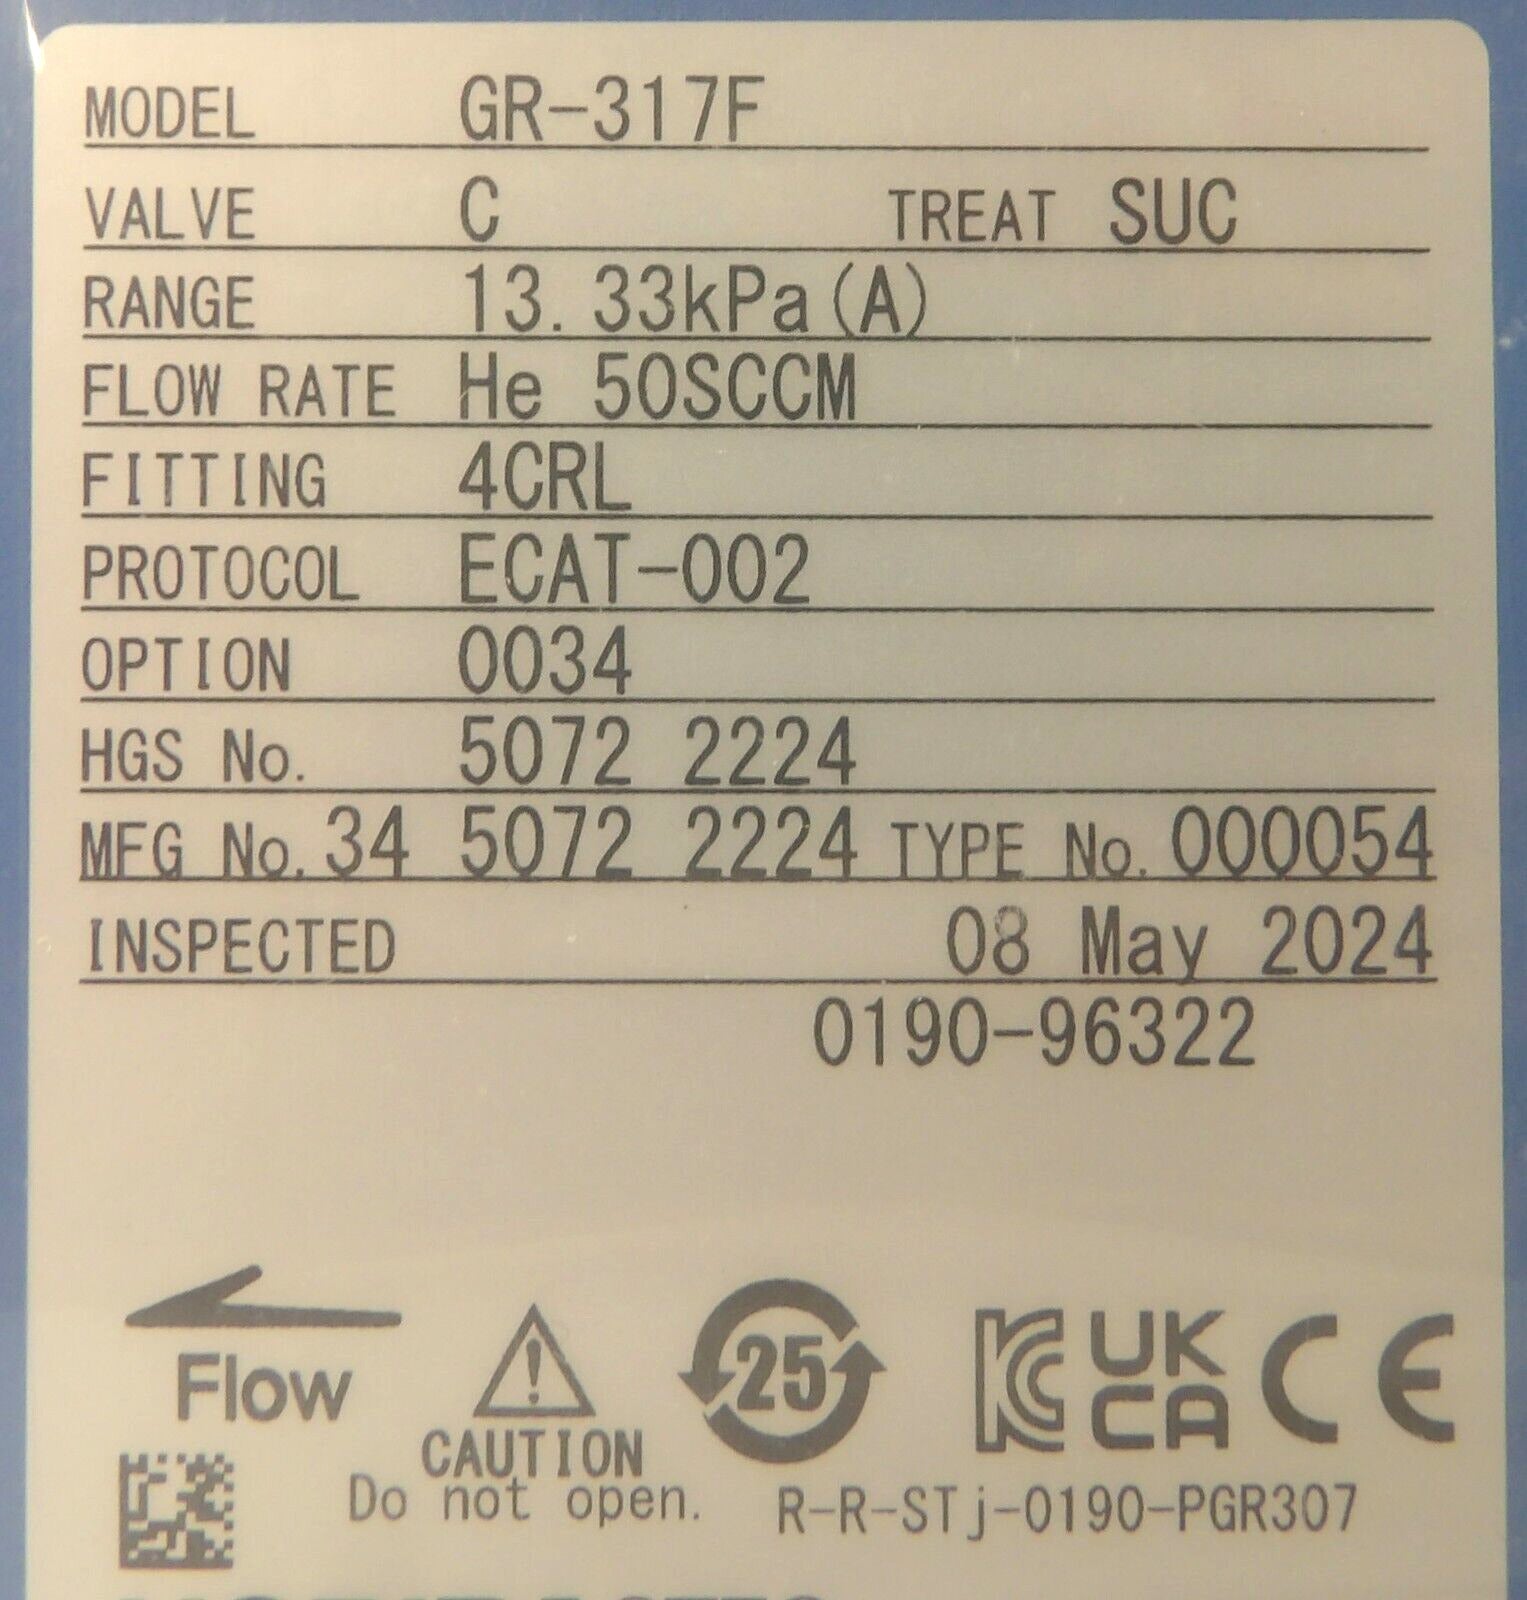 MODEL GR-317F
VALVE C TREAT SUC
RANGE 13.33kPa(A)
FLOW RATE He 50SCCM
FITTING 4CRL
PROTOCOL ECAT-002
OPTION 0034
HGS No. 5072 2224
MFG No. 34 5072 2224 TYPE No. 000054
INSPECTED 08 May 2024
0190-96322
Flow
25
UK
CA
CE
CAUTION
Do not open.
R-R-STj-0190-PGR307